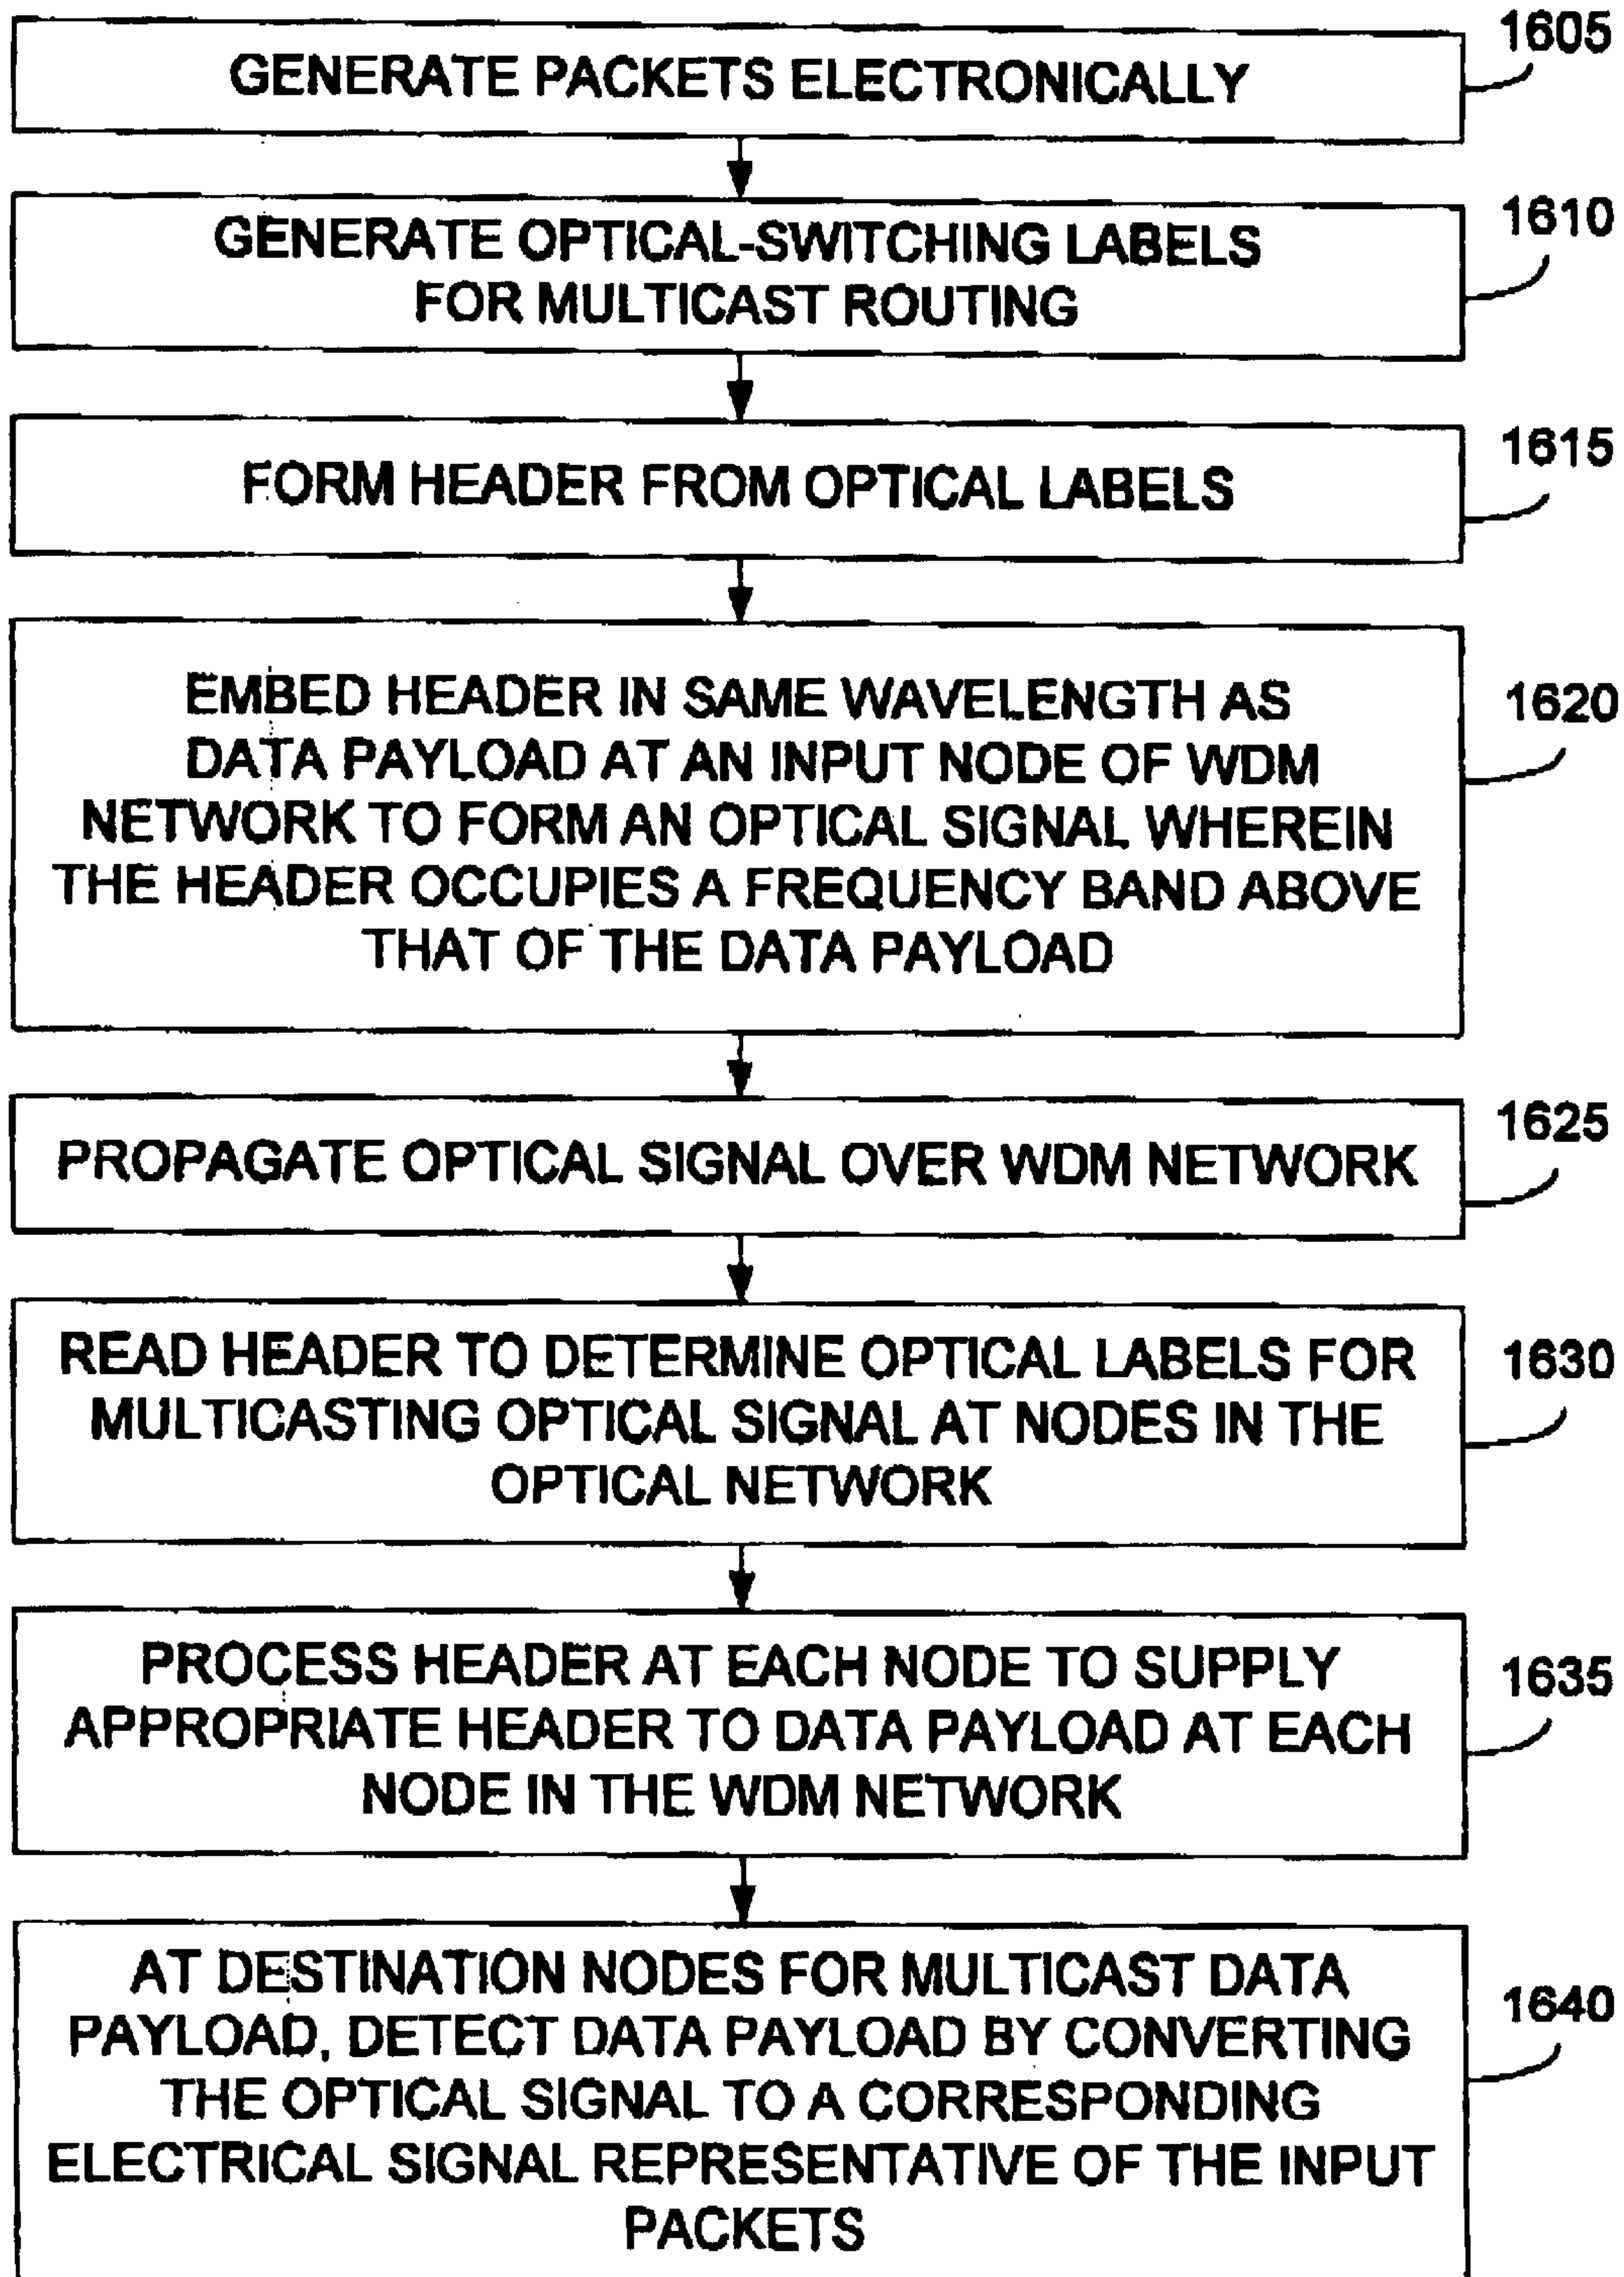 GENERATE PACKETS ELECTRONICALLY
1605
GENERATE OPTICAL-SWITCHING LABELS
FOR MULTICAST ROUTING
1610
FORM HEADER FROM OPTICAL LABELS
1615
EMBED HEADER IN SAME WAVELENGTH AS
DATA PAYLOAD AT AN INPUT NODE OF WDM
NETWORK TO FORM AN OPTICAL SIGNAL WHEREIN
THE HEADER OCCUPIES A FREQUENCY BAND ABOVE
THAT OF THE DATA PAYLOAD
1620
PROPAGATE OPTICAL SIGNAL OVER WDM NETWORK
1625
READ HEADER TO DETERMINE OPTICAL LABELS FOR
MULTICASTING OPTICAL SIGNAL AT NODES IN THE
OPTICAL NETWORK
1630
PROCESS HEADER AT EACH NODE TO SUPPLY
APPROPRIATE HEADER TO DATA PAYLOAD AT EACH
NODE IN THE WDM NETWORK
1635
AT DESTINATION NODES FOR MULTICAST DATA
PAYLOAD, DETECT DATA PAYLOAD BY CONVERTING
THE OPTICAL SIGNAL TO A CORRESPONDING
ELECTRICAL SIGNAL REPRESENTATIVE OF THE INPUT
PACKETS
1640